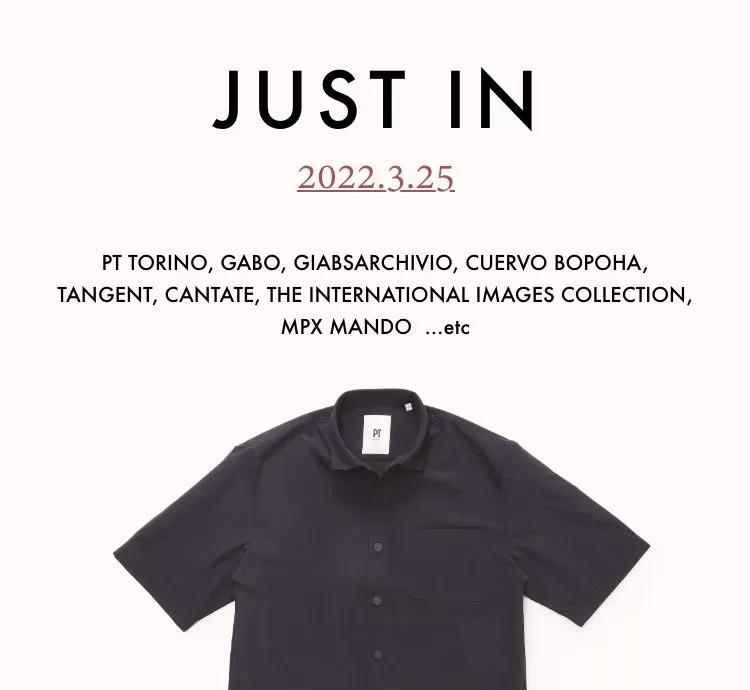 JUST IN
2022.3.25
PT TORINO, GABO, GIABSARCHIVIO, CUERVO BOPOHA,
TANGENT, CANTATE, THE INTERNATIONAL IMAGES COLLECTION,
MPX MANDO ...etc
PT